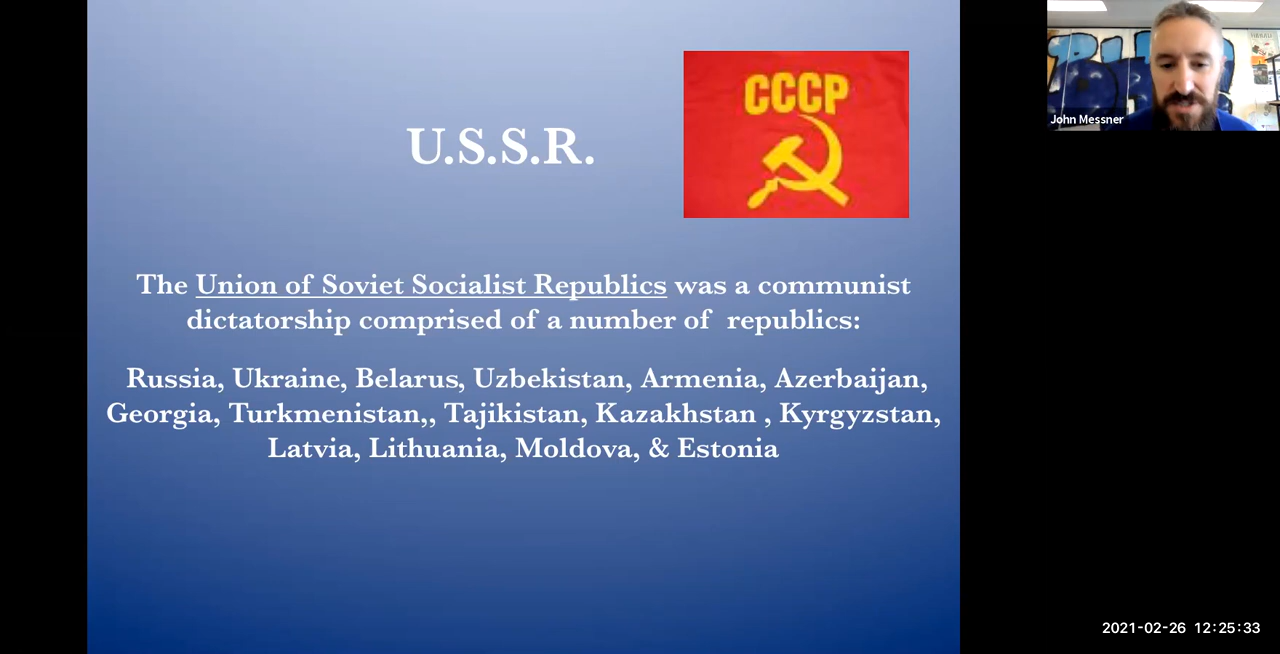 U.S.S.R.
СССР
The Union of Soviet Socialist Republics was a communist
dictatorship comprised of a number of  republics:
Russia, Ukraine, Belarus, Uzbekistan, Armenia, Azerbaijan,
Georgia, Turkmenistan,, Tajikistan, Kazakhstan , Kyrgyzstan,
Latvia, Lithuania, Moldova, & Estonia
John Messner
2021-02-26 12:25:33